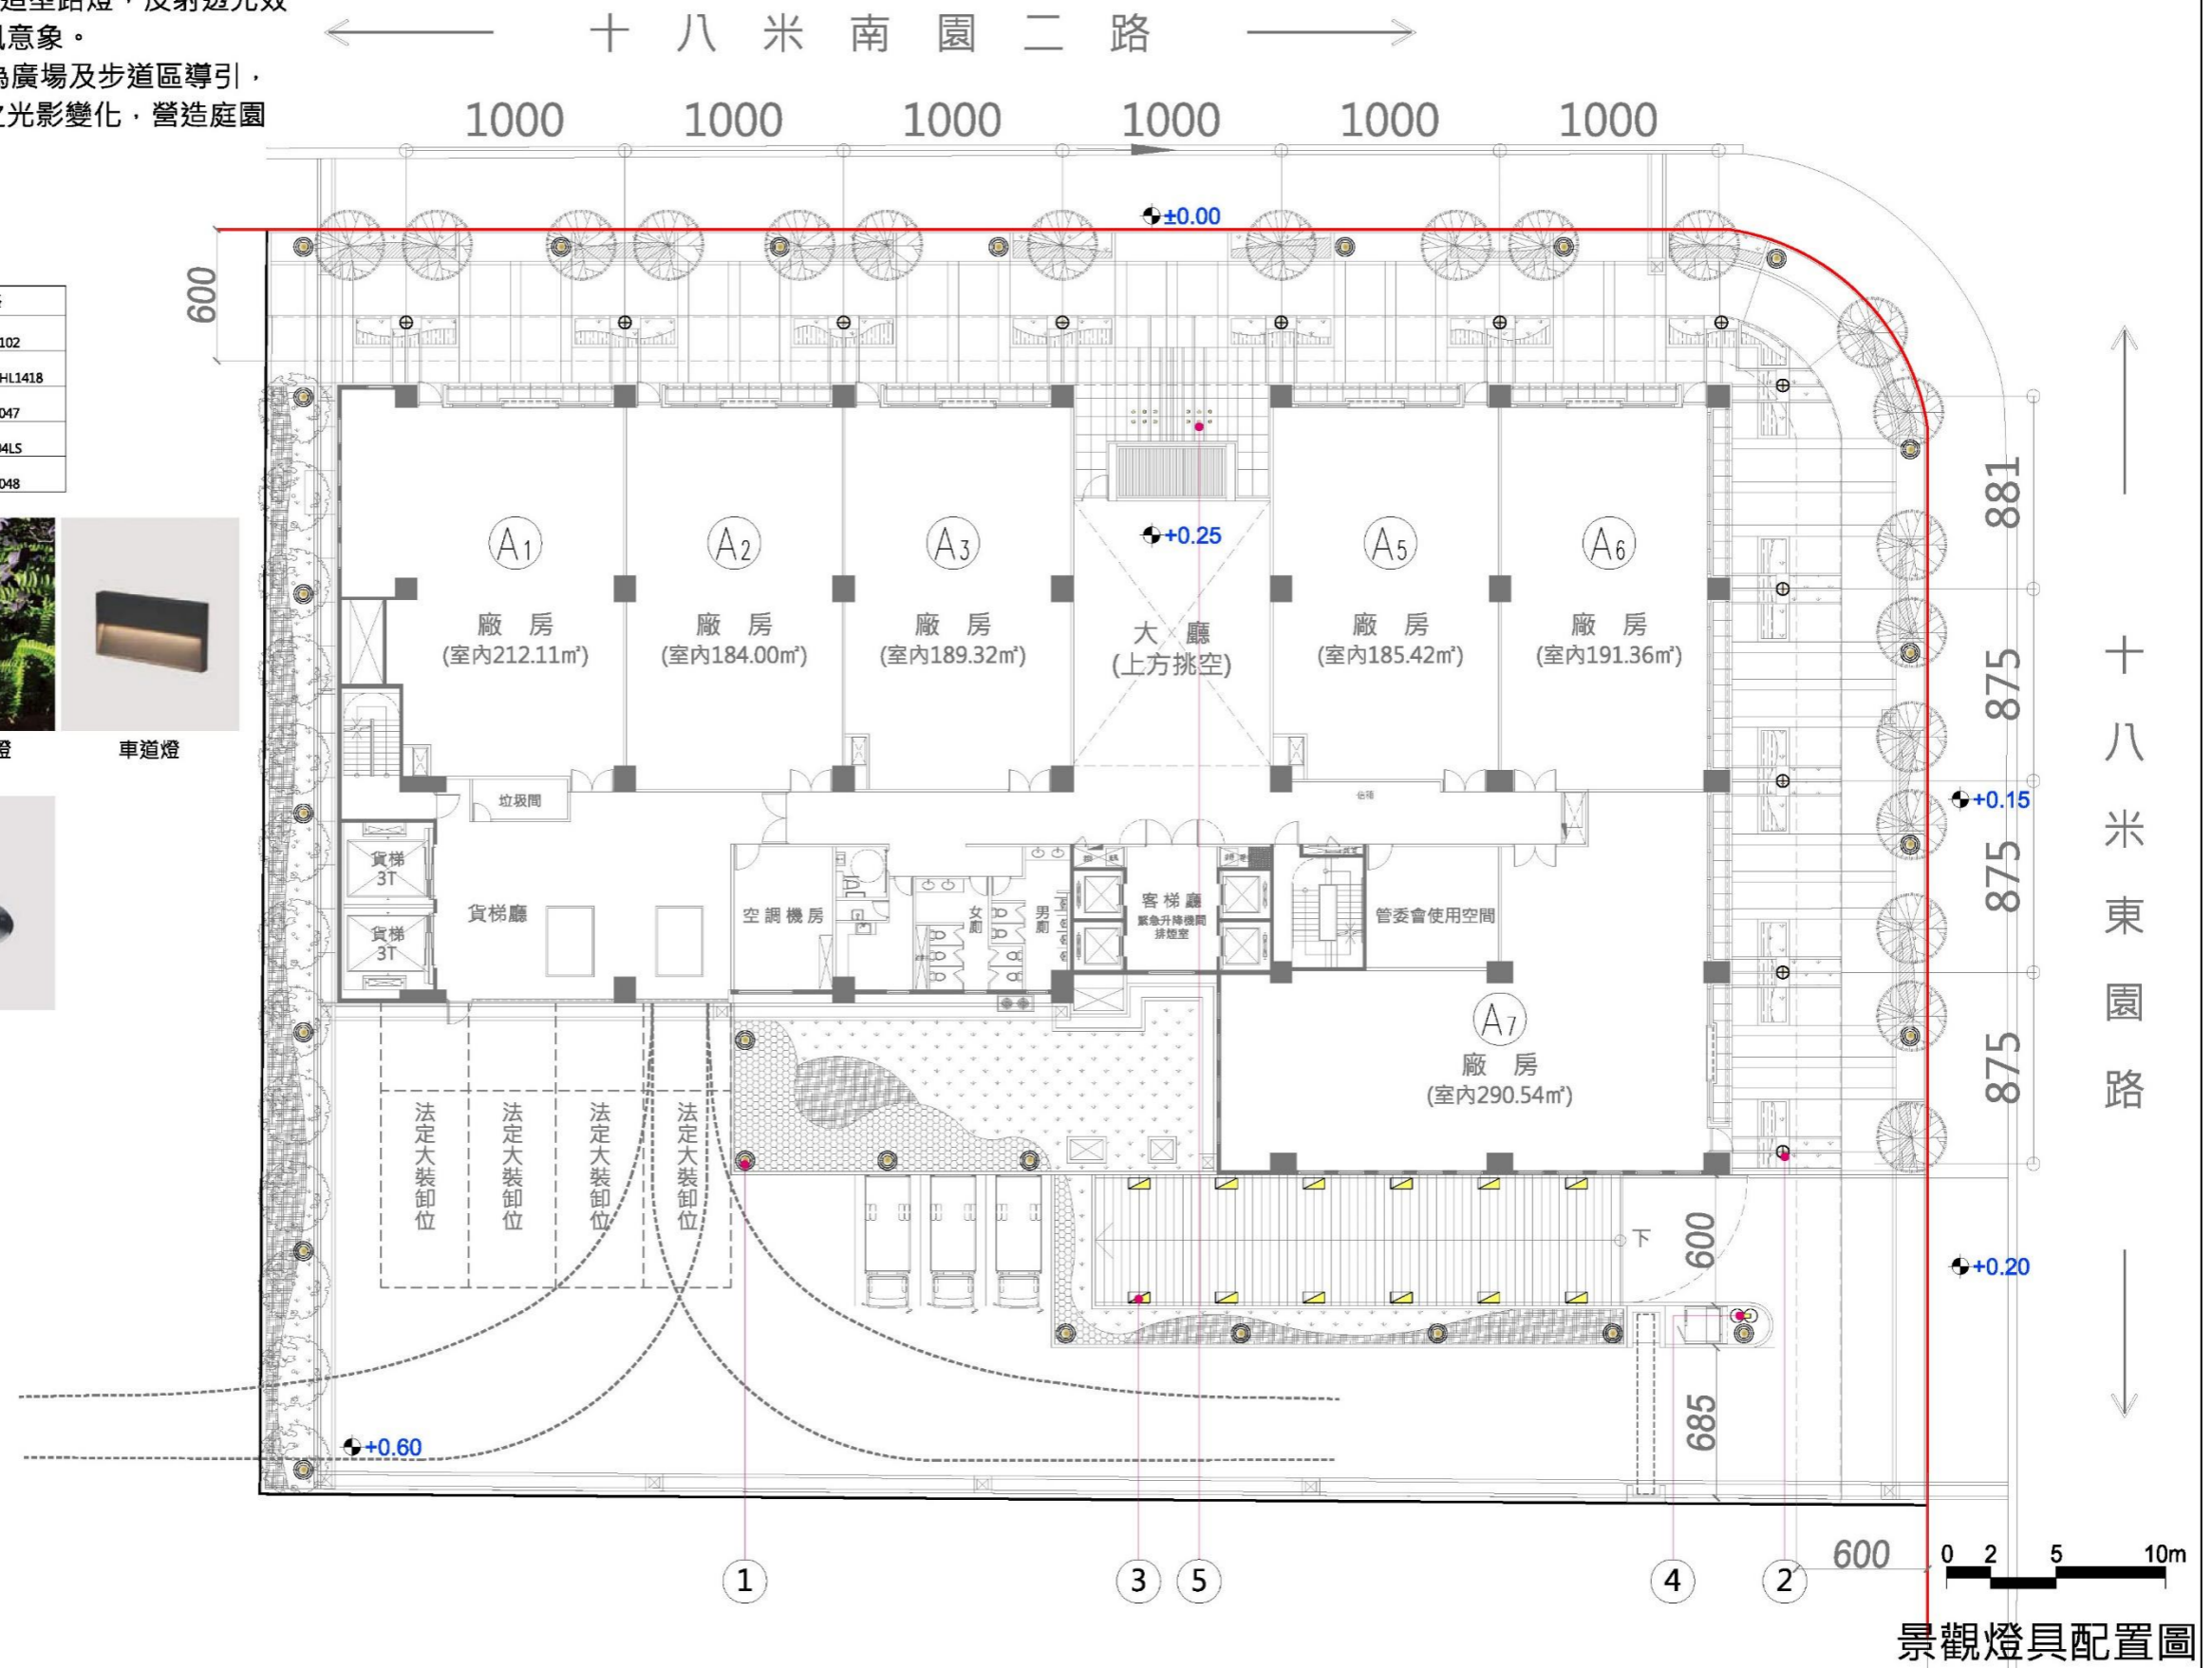 造型路燈，反射透光效
意象。
為廣場及步道區導引，
之光影變化，營造庭園
十八米南園二路
1000
1000
1000
1000
1000
1000
±0.00
600
102
HL1418
047
04LS
048
燈
車道燈
A1
廠房
(室內212.11㎡)
A2
廠房
(室內184.00㎡)
A3
廠房
(室內189.32㎡)
+0.25
大廳
(上方挑空)
A5
廠房
(室內185.42㎡)
A6
廠房
(室內191.36㎡)
881
875
875
875
十八米東園路
+0.15
+0.20
垃圾間
信箱
貨梯
3T
貨梯
3T
貨梯廳
空調機房
女廁
男廁
客梯廳
緊急升降機間
排煙室
管委會使用空間
A7
廠房
(室內290.54㎡)
法定大裝卸位
法定大裝卸位
法定大裝卸位
法定大裝卸位
下
600
685
+0.60
1
3
5
4
2
600
0 2 5 10m
景觀燈具配置圖